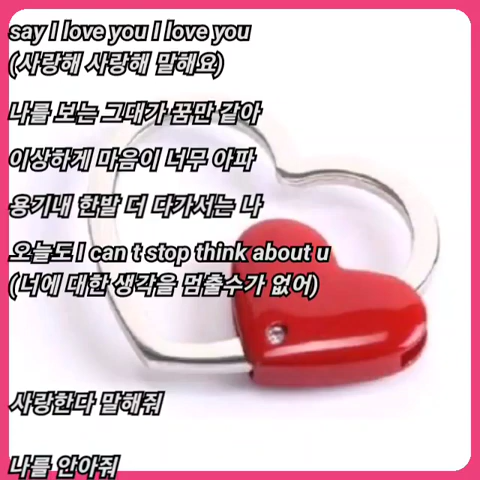 say I love you I love you
(사랑해 사랑해 말해요)
나를 보는 그대가 꿈만 같아
이상하게 마음이 너무 아파
용기내 한발 더 다가서는 나
오늘도 I can t stop think about u
(너에 대한 생각을 멈출수가 없어)
사랑한다 말해줘
나를 안아줘